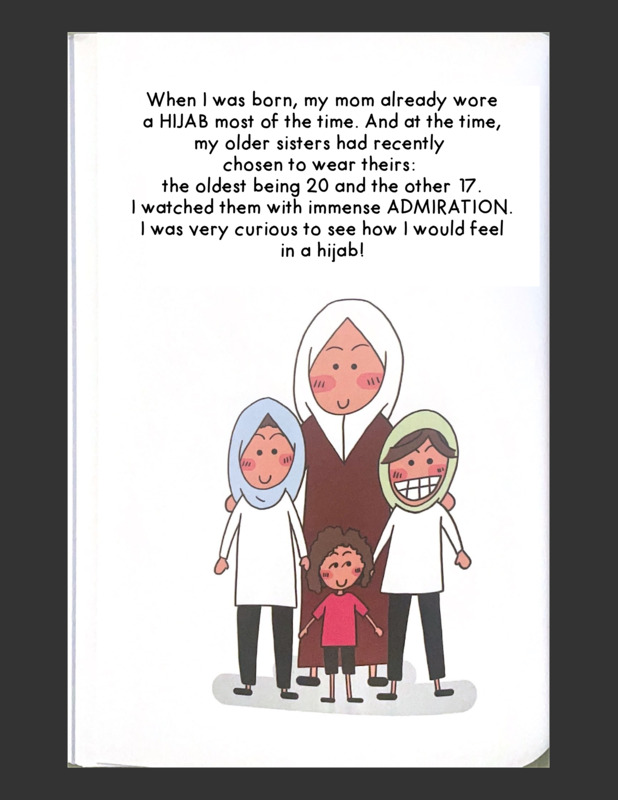 When I was born, my mom already wore
a HIJAB most of the time. And at the time,
my older sisters had recently
chosen to wear theirs:
the oldest being 20 and the other 17.
I watched them with immense ADMIRATION.
I was very curious to see how I would feel
in a hijab!